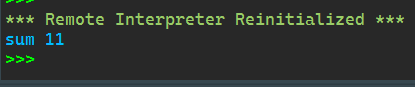 >>>
*** Remote Interpreter Reinitialized ***
sum 11
>>>